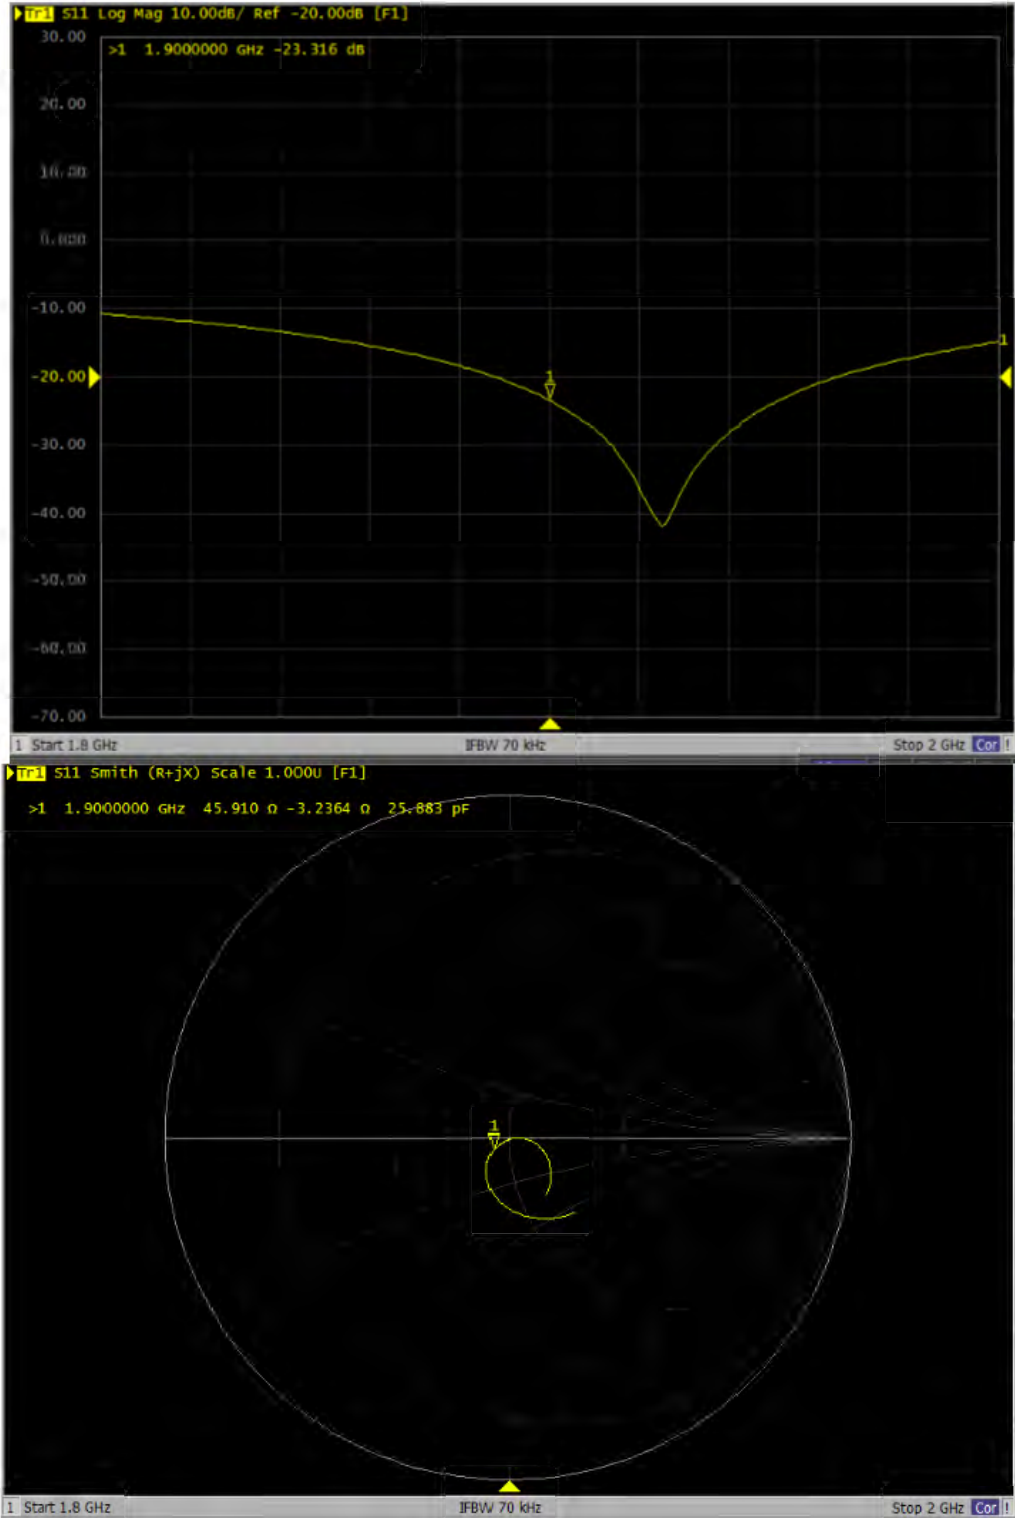 Tr1 S11 Log Mag 10.00dB/ Ref -20.00dB [F1]
30.00
>1 1.9000000 GHz -23.316 dB
20.00
10.00
0.000
-10.00
1
1
-20.00
-30.00
-40.00
-50.00
-60.00
-70.00
1 Start 1.8 GHz IFBW 70 kHz Stop 2 GHz Cor !
Tr1 S11 Smith (R+jX) Scale 1.000U [F1]
>1 1.9000000 GHz 45.910 Ω -3.2364 Ω 25.883 pF
1
1 Start 1.8 GHz IFBW 70 kHz Stop 2 GHz Cor !